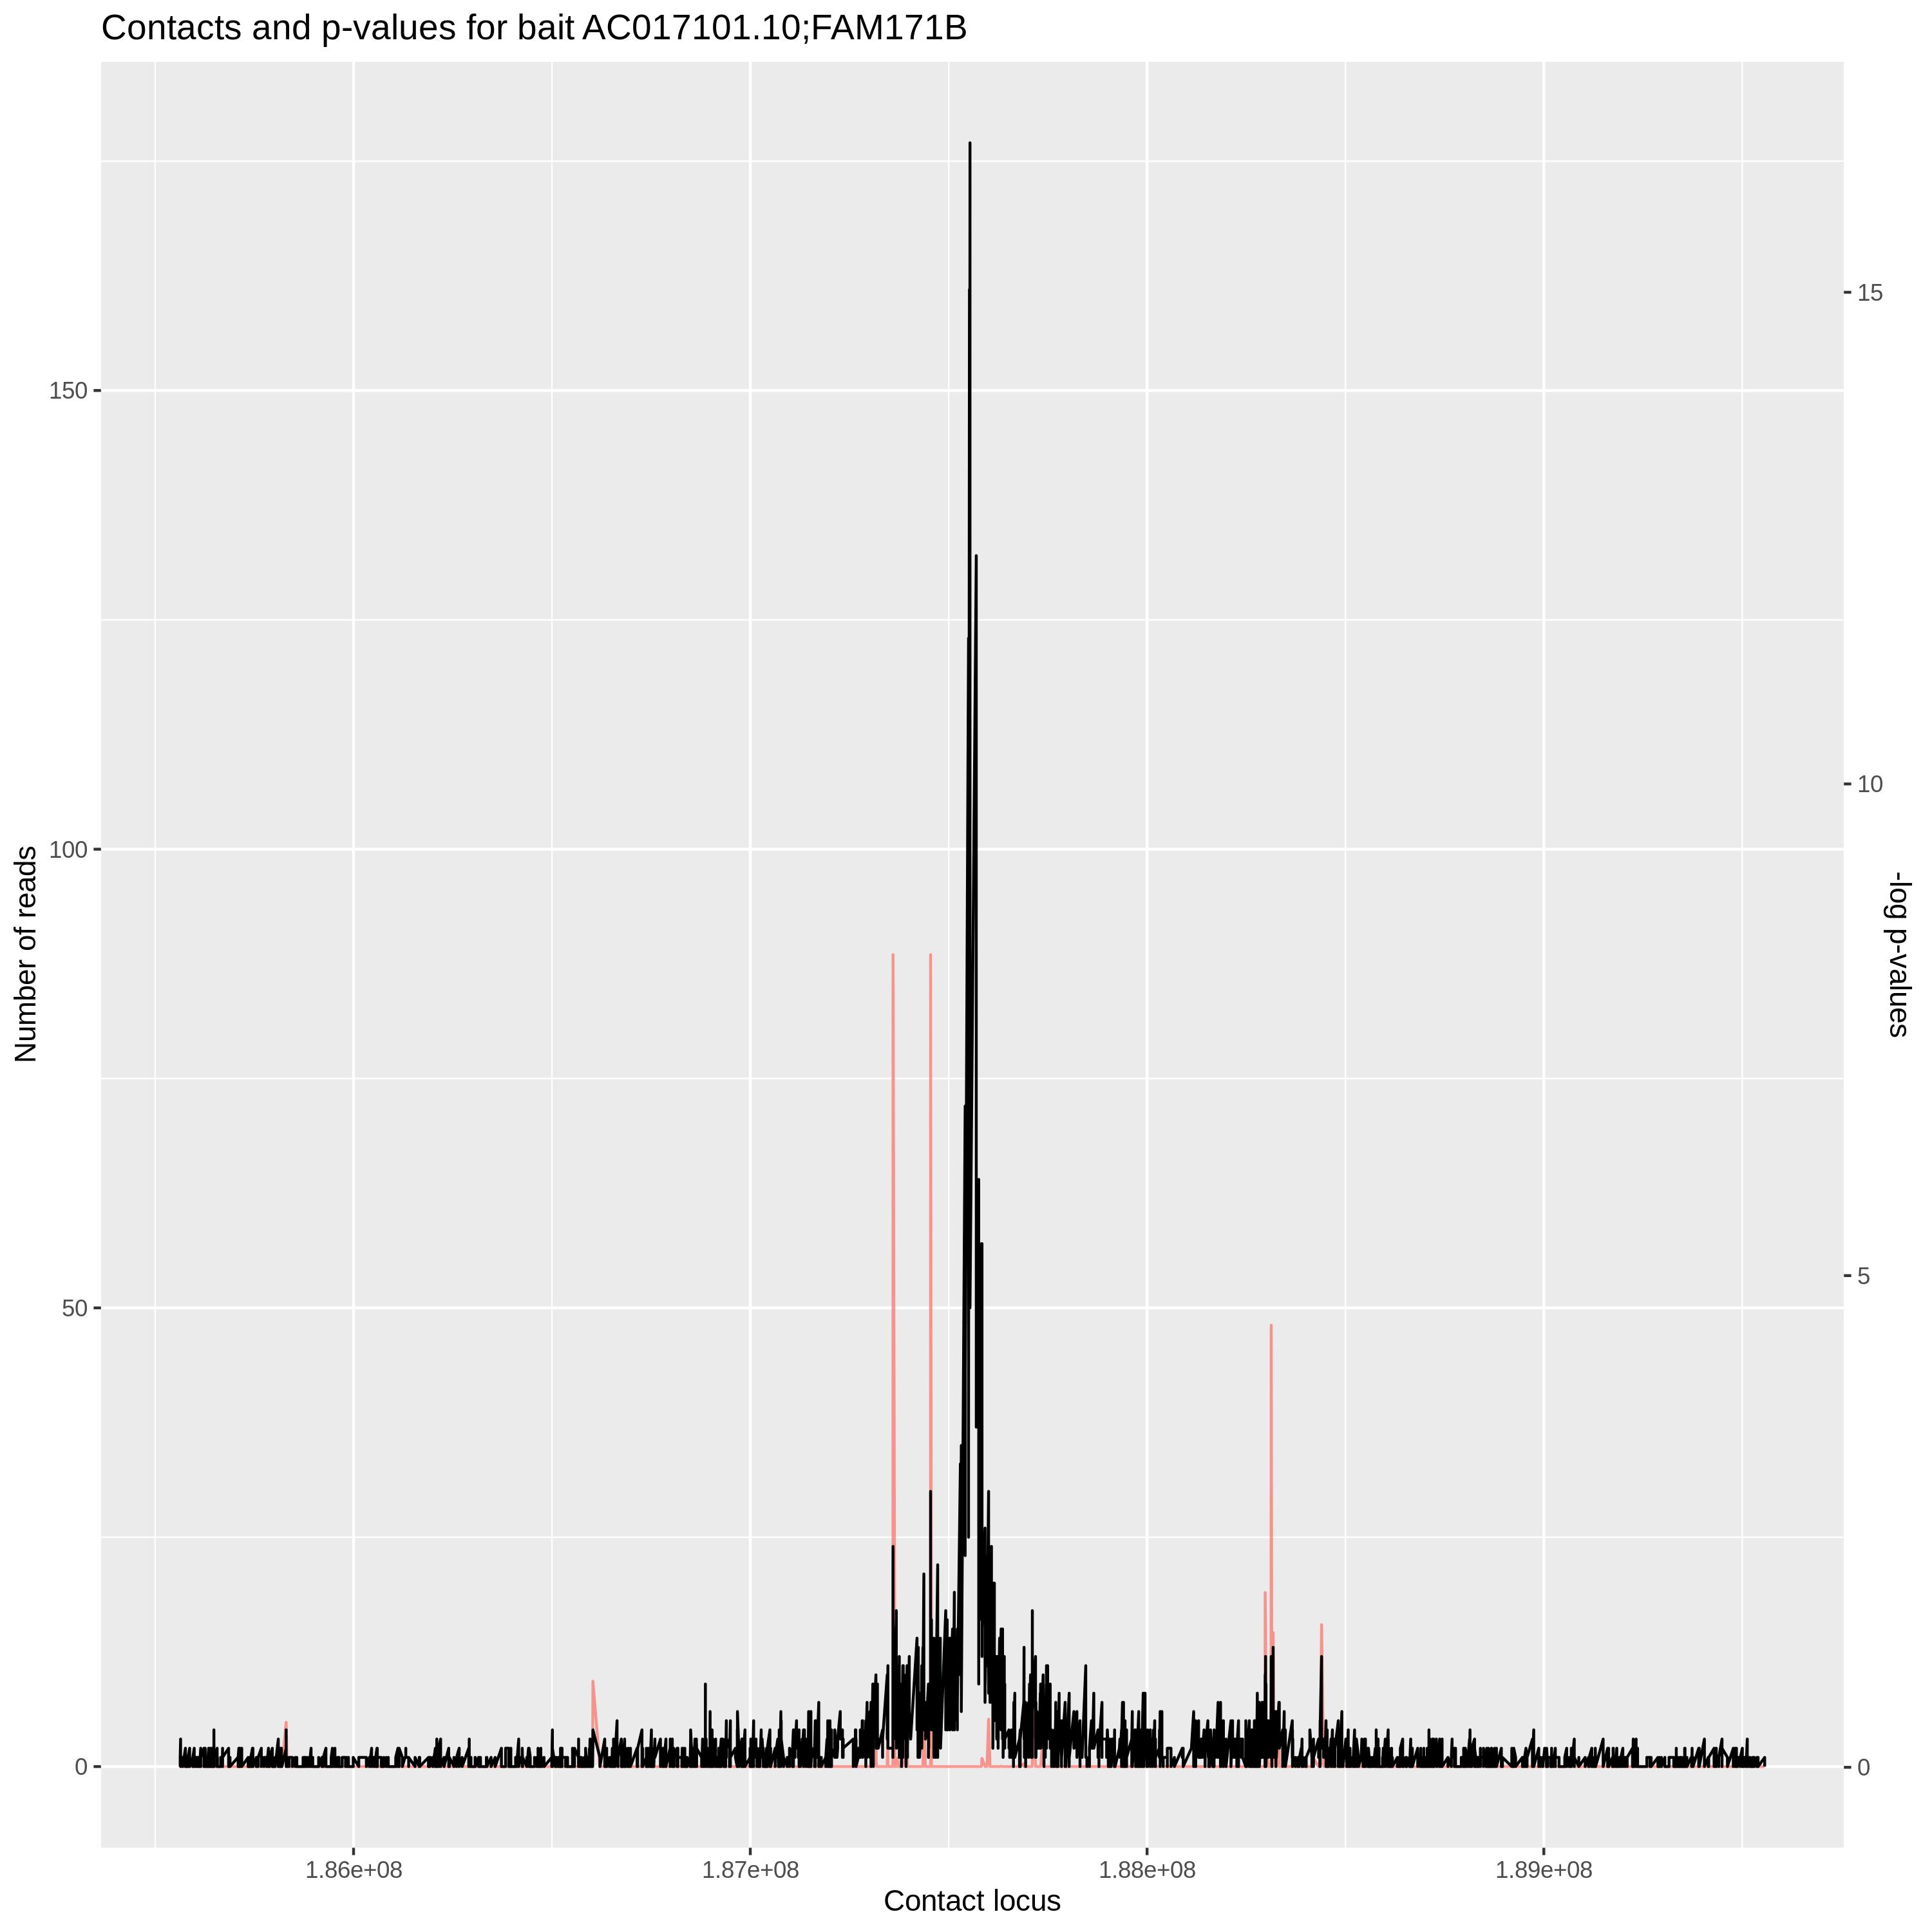 Contacts and p-values for bait AC017101.10;FAM171B
150
100
50
0
Number of reads
15
10
5
0
-log p-values
1.86e+08
1.87e+08
1.88e+08
1.89e+08
Contact locus